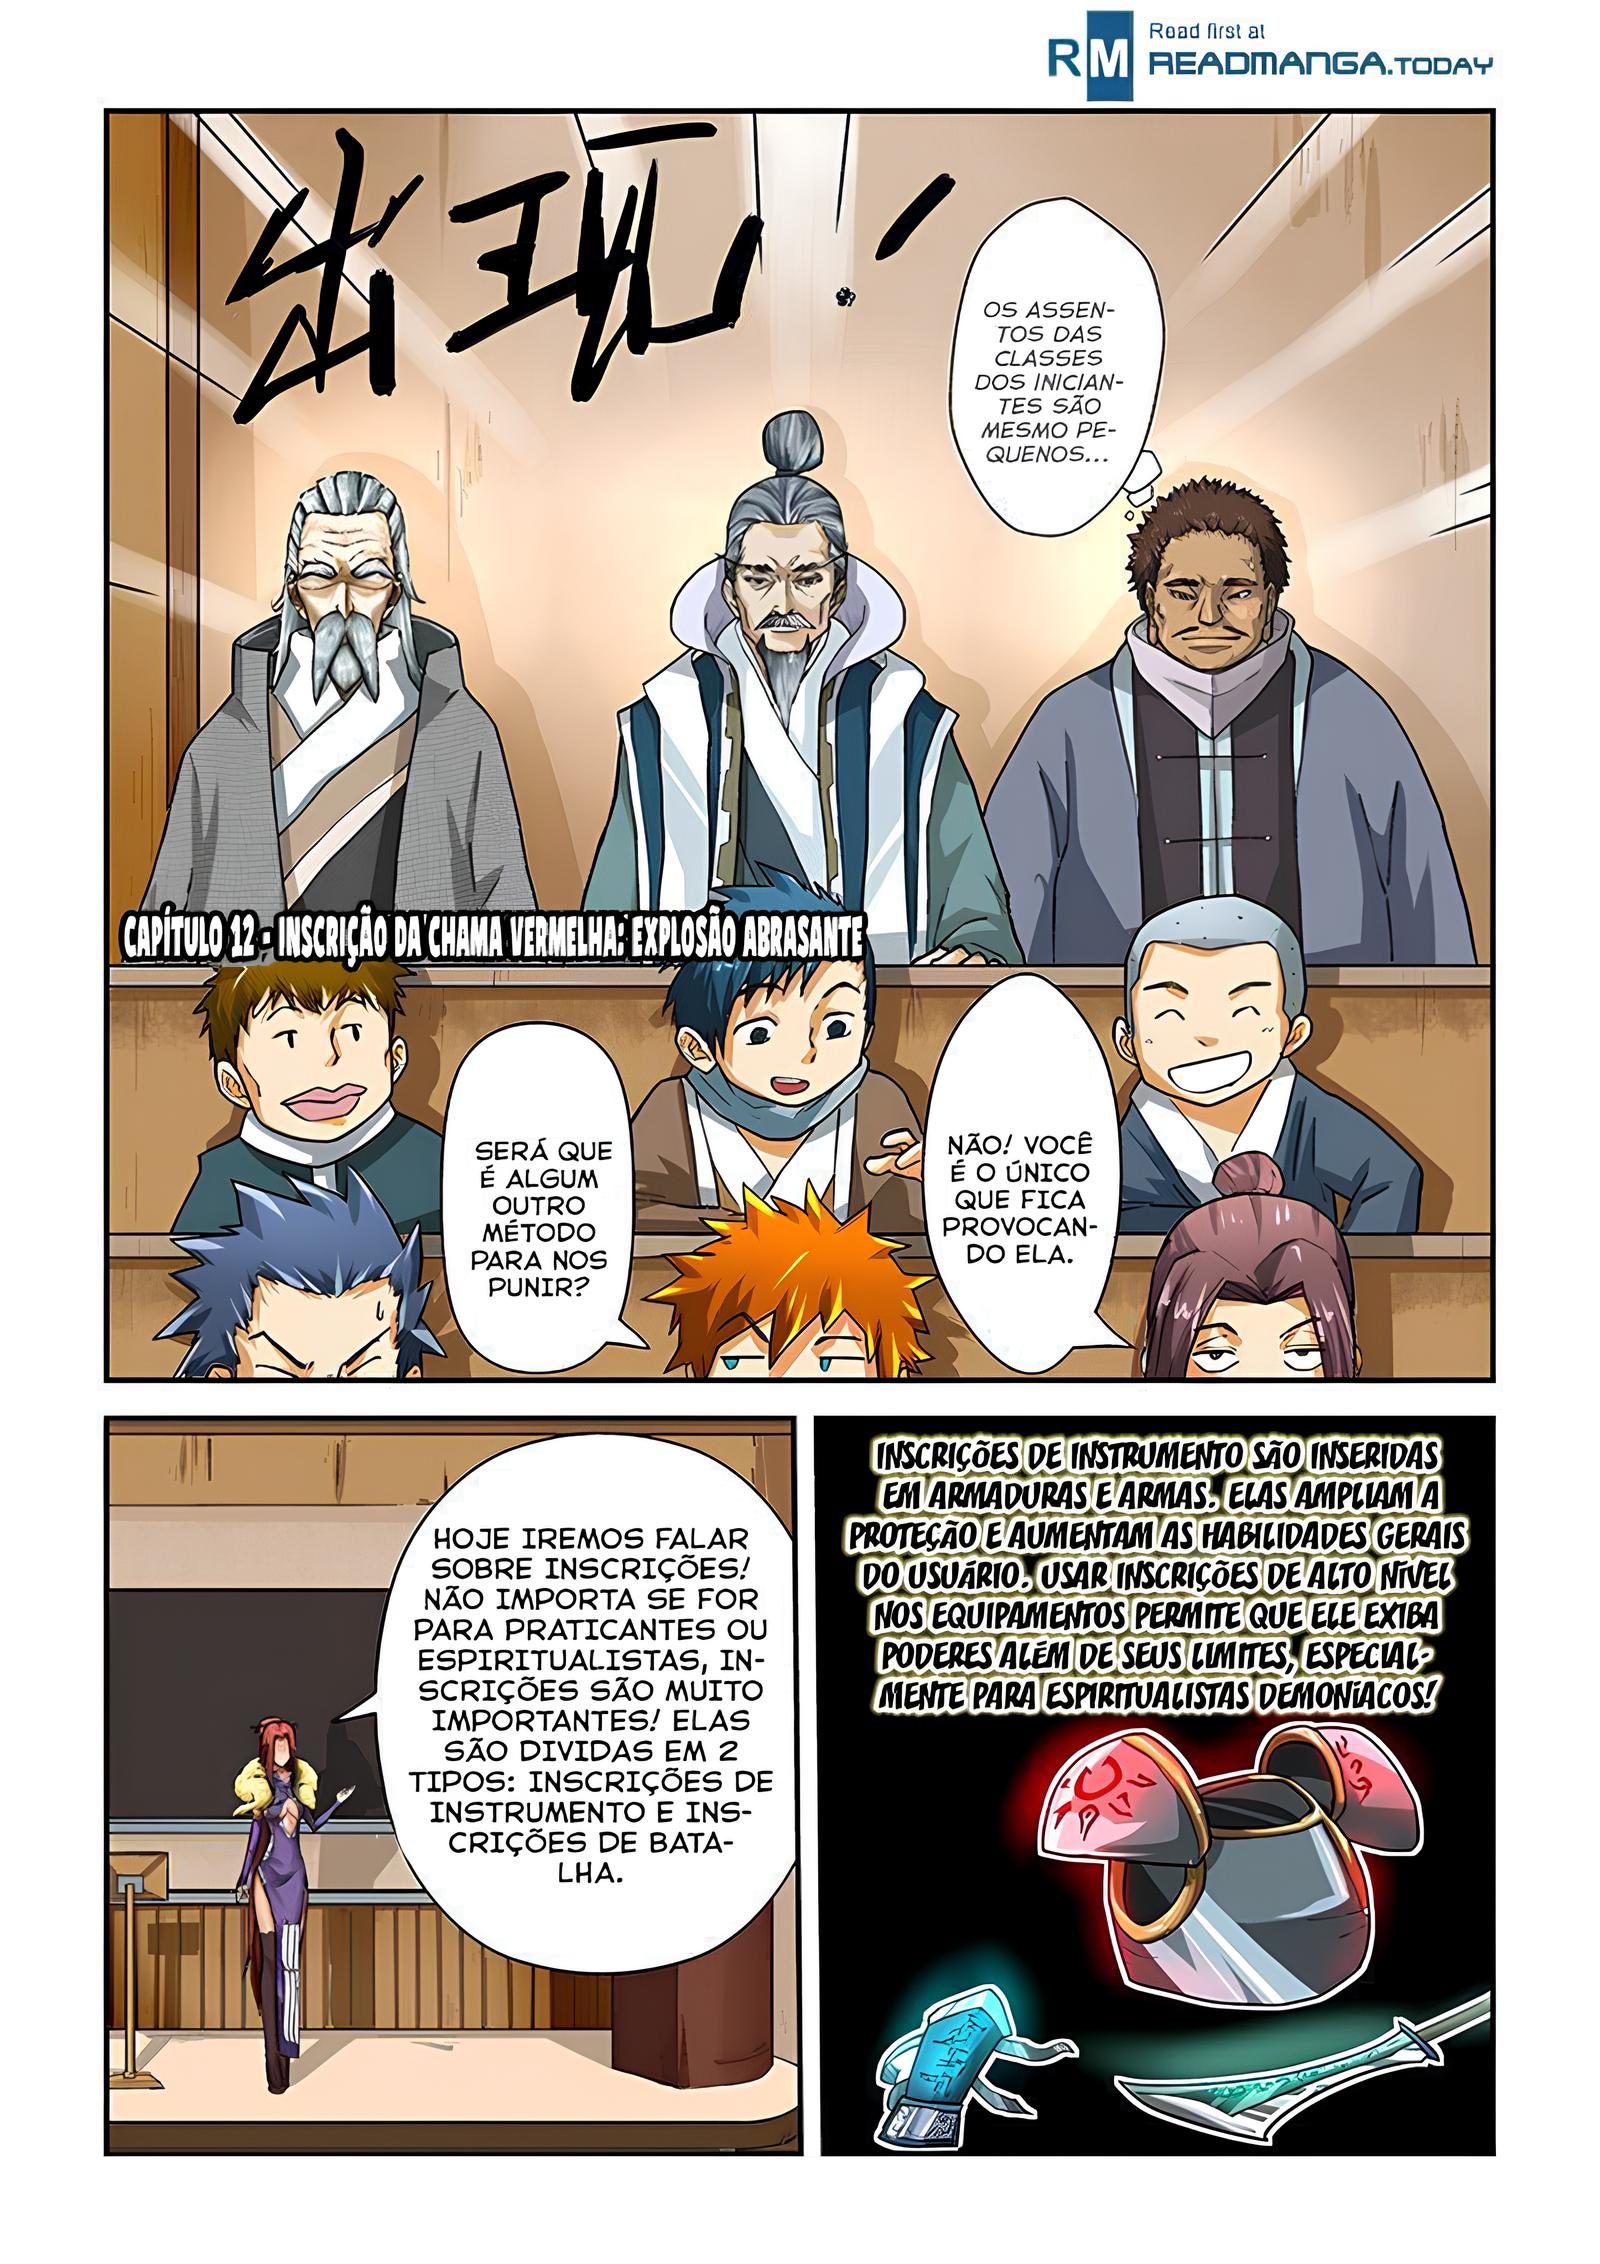 RM
Read first at
READMANGA.TODAY
出现!
OS ASSEN-
TOS DAS
CLASSES
DOS INICIAN-
TES SÃO
MESMO PE-
QUENOS...
CAPÍTULO 12 - INSCRIÇÃO DA CHAMA VERMELHA: EXPLOSÃO ABRASANTE
SERÁ QUE
É ALGUM
OUTRO
MÉTODO
PARA NOS
PUNIR?
NÃO! VOCÊ
É O ÚNICO
QUE FICA
PROVOCAN-
DO ELA.
HOJE IREMOS FALAR
SOBRE INSCRIÇÕES!
NÃO IMPORTA SE FOR
PARA PRATICANTES OU
ESPIRITUALISTAS, IN-
SCRIÇÕES SÃO MUITO
IMPORTANTES! ELAS
SÃO DIVIDAS EM 2
TIPOS: INSCRIÇÕES DE
INSTRUMENTO E INS-
CRIÇÕES DE BATA-
LHA.
INSCRIÇÕES DE INSTRUMENTO SÃO INSERIDAS
EM ARMADURAS E ARMAS. ELAS AMPLIAM A
PROTEÇÃO E AUMENTAM AS HABILIDADES GERAIS
DO USUÁRIO. USAR INSCRIÇÕES DE ALTO NÍVEL
NOS EQUIPAMENTOS PERMITE QUE ELE EXIBA
PODERES ALÉM DE SEUS LIMITES, ESPECIAL-
MENTE PARA ESPIRITUALISTAS DEMONÍACOS!